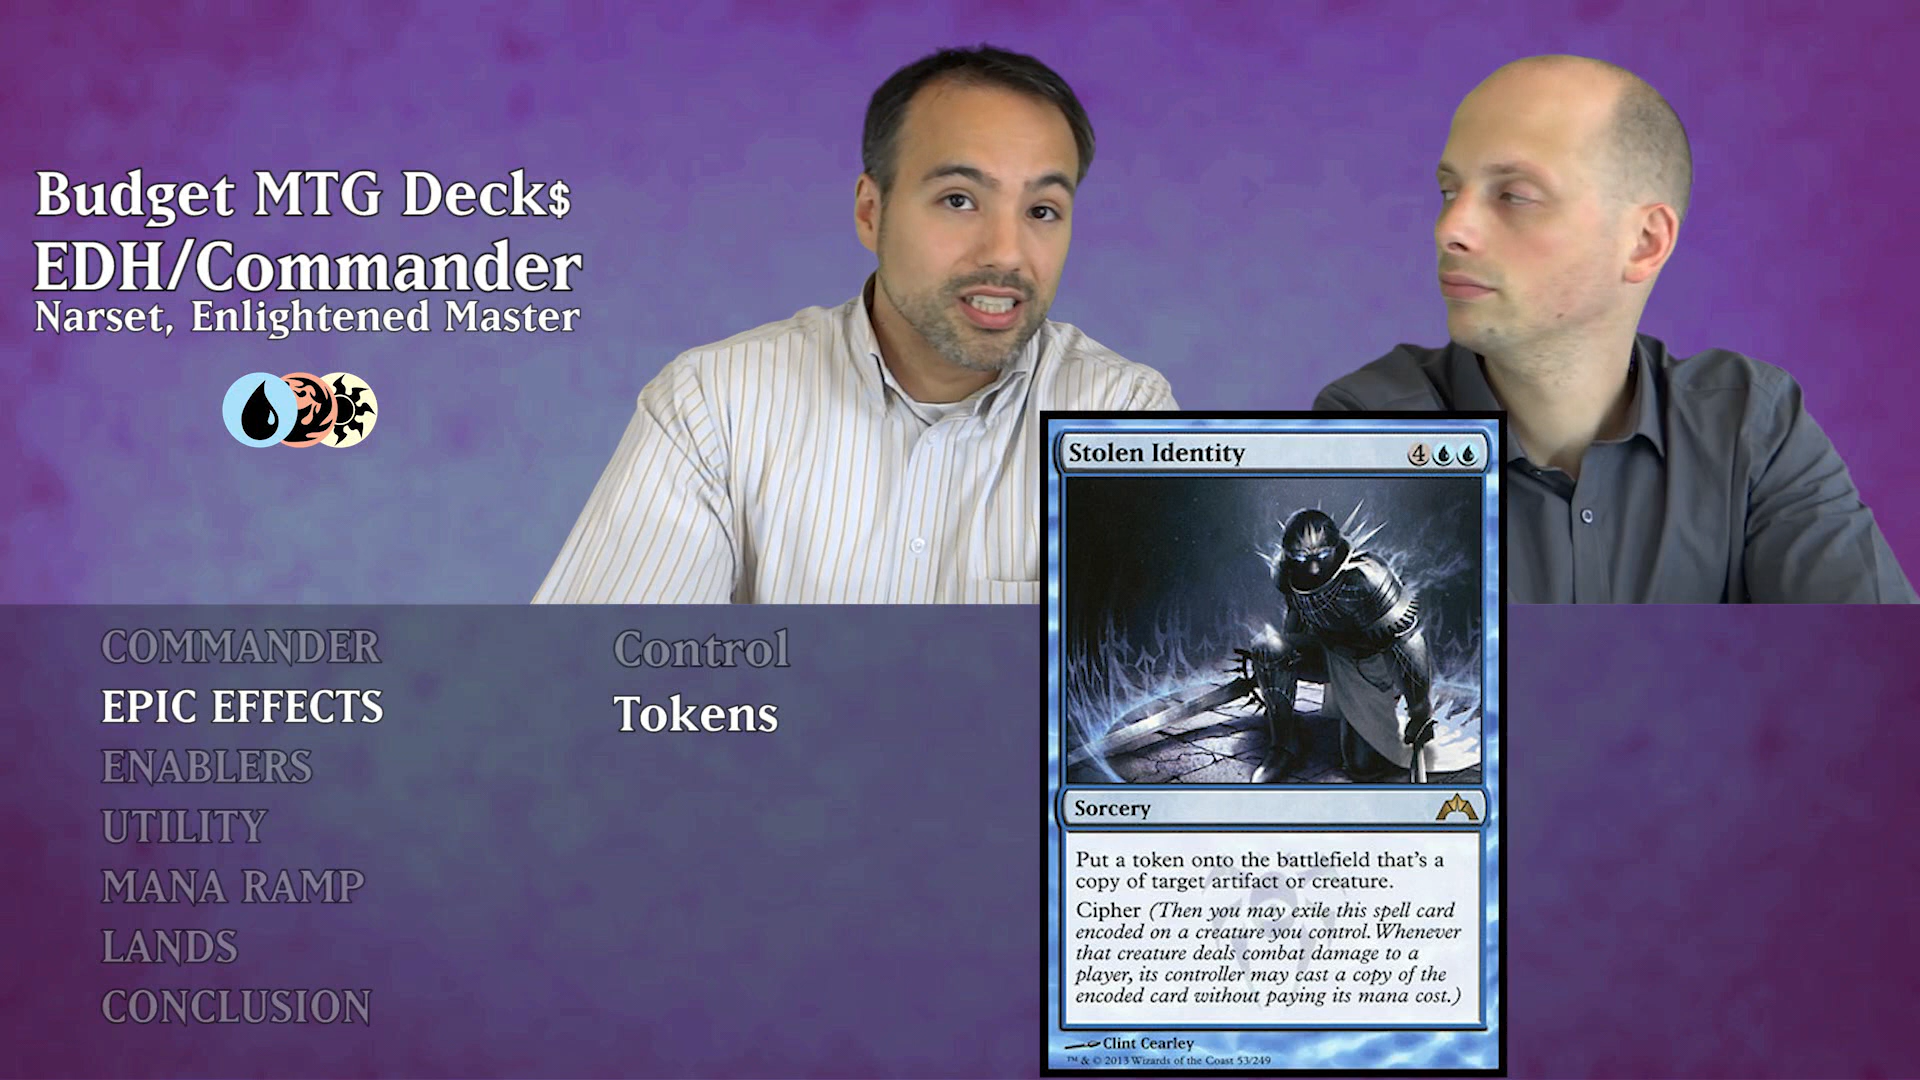 Budget MTG Deck$
EDH/Commander
Narset, Enlightened Master
COMMANDER
EPIC EFFECTS
ENABLERS
UTILITY
MANA RAMP
LANDS
CONCLUSION
Control
Tokens
Stolen Identity 4
Sorcery
Put a token onto the battlefield that's a
copy of target artifact or creature.
Cipher (Then you may exile this spell card
encoded on a creature you control. Whenever
that creature deals combat damage to a
player, its controller may cast a copy of the
encoded card without paying its mana cost.)
Clint Cearley
™ & © 2013 Wizards of the Coast 53/249